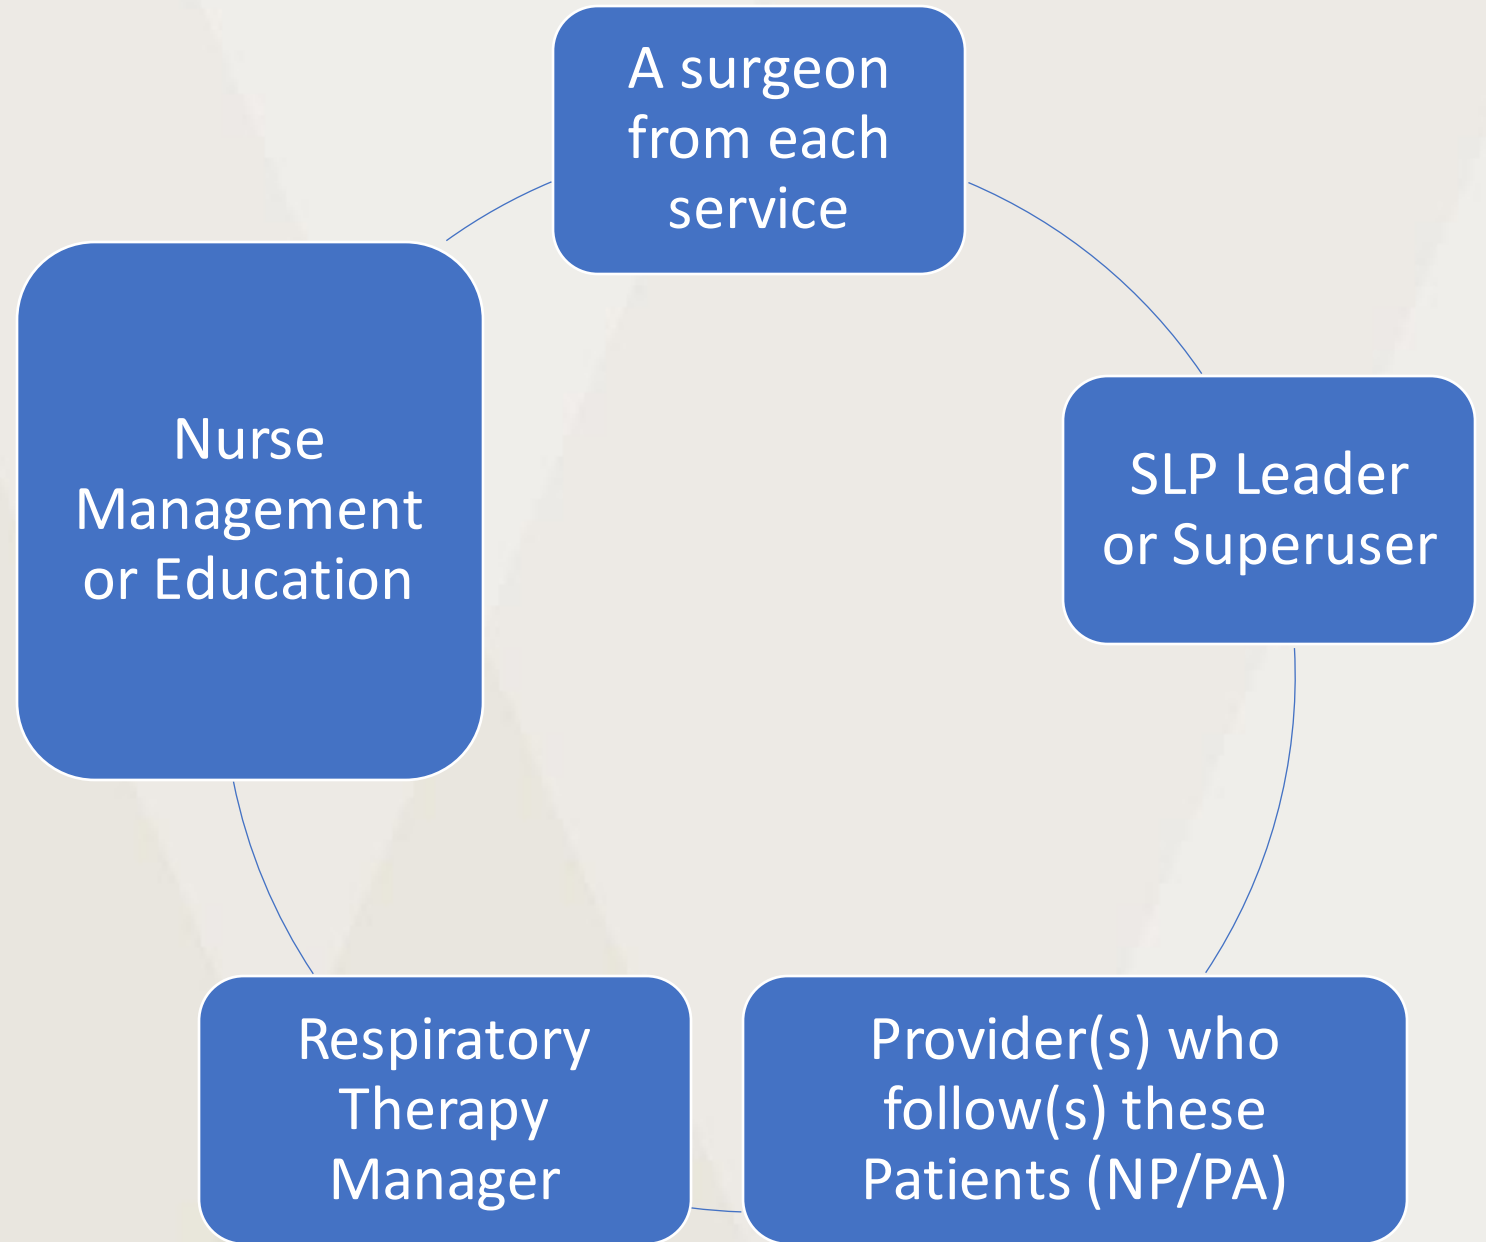 A surgeon
from each
service
Nurse
Management
or Education
SLP Leader
or Superuser
Respiratory
Therapy
Manager
Provider(s) who
follow(s) these
Patients (NP/PA)